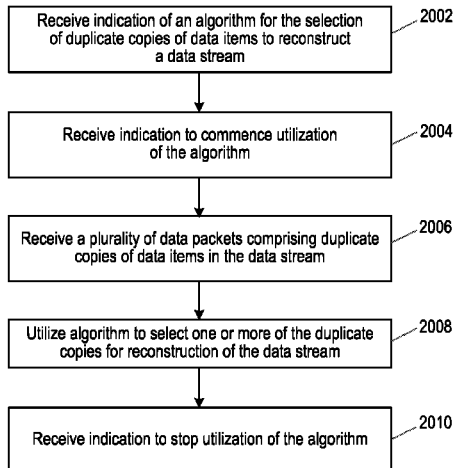 Receive indication of an algorithm for the selection
of duplicate copies of data items to reconstruct
a data stream
2002
Receive indication to commence utilization
of the algorithm
2004
Receive a plurality of data packets comprising duplicate
copies of data items in the data stream
2006
Utilize algorithm to select one or more of the duplicate
copies for reconstruction of the data stream
2008
Receive indication to stop utilization of the algorithm
2010